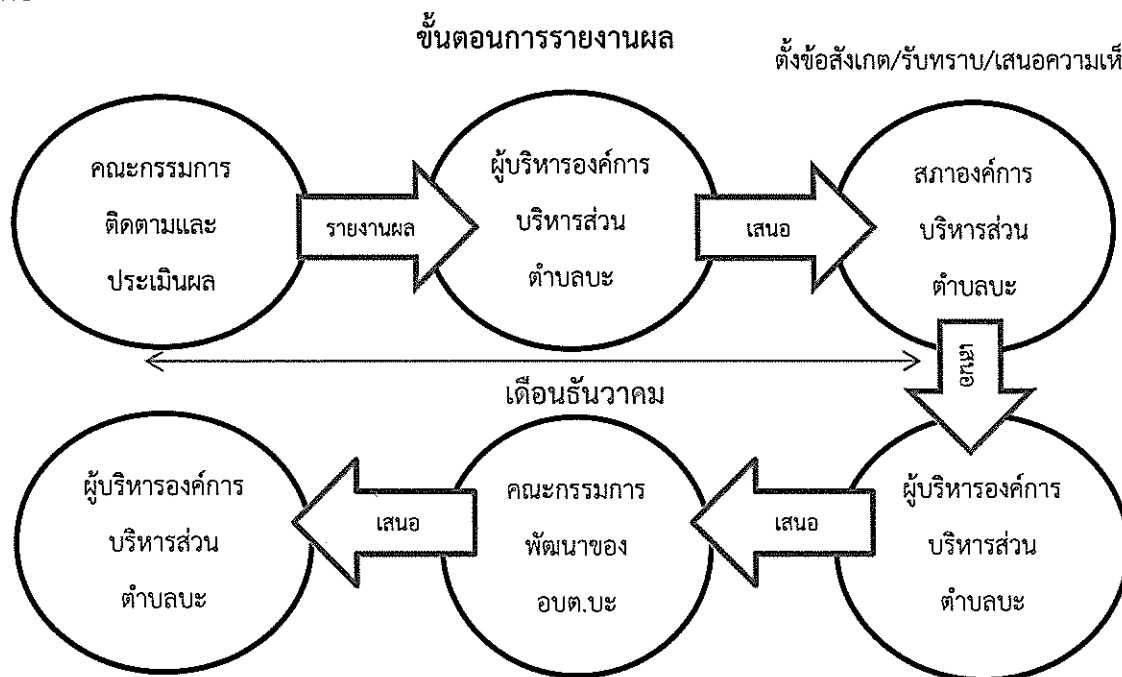 ขั้นตอนการรายงานผล
ตั้งข้อสังเกต/รับทราบ/เสนอความเห็
คณะกรรมการ
ติดตามและ
ประเมินผล
รายงานผล
ผู้บริหารองค์การ
บริหารส่วน
ตำบลบะ
เสนอ
สภาองค์การ
บริหารส่วน
ตำบลบะ
เสนอ
เดือนธันวาคม
ผู้บริหารองค์การ
บริหารส่วน
ตำบลบะ
เสนอ
คณะกรรมการ
พัฒนาของ
อบต.บะ
เสนอ
ผู้บริหารองค์การ
บริหารส่วน
ตำบลบะ